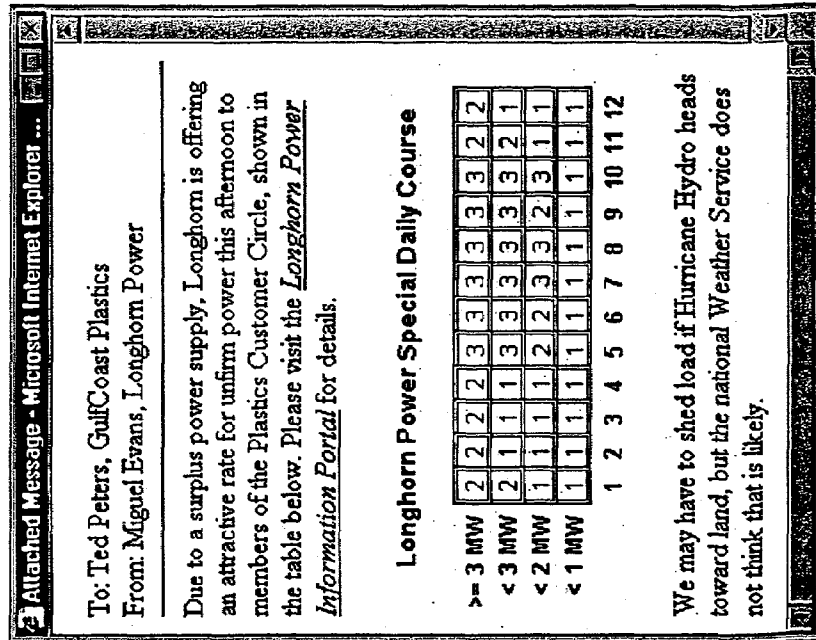 Attached Message - Microsoft Internet Explorer ...
To: Ted Peters, GulfCoast Plastics
From: Miguel Evans, Longhorn Power
Due to a surplus power supply, Longhorn is offering
an attractive rate for unfirm power this afternoon to
members of the Plastics Customer Circle, shown in
the table below. Please visit the Longhorn Power
Information Portal for details.
Longhorn Power Special Daily Course
>= 3 MW 2 2 2 2 3 3 3 3 3 3 2 2
< 3 MW 2 1 1 1 3 3 3 3 3 3 2 1
< 2 MW 1 1 1 1 2 2 3 3 2 3 1 1
< 1 MW 1 1 1 1 1 1 1 1 1 1 1 1
1 2 3 4 5 6 7 8 9 10 11 12
We may have to shed load if Hurricane Hydro heads
toward land, but the national Weather Service does
not think that is likely.